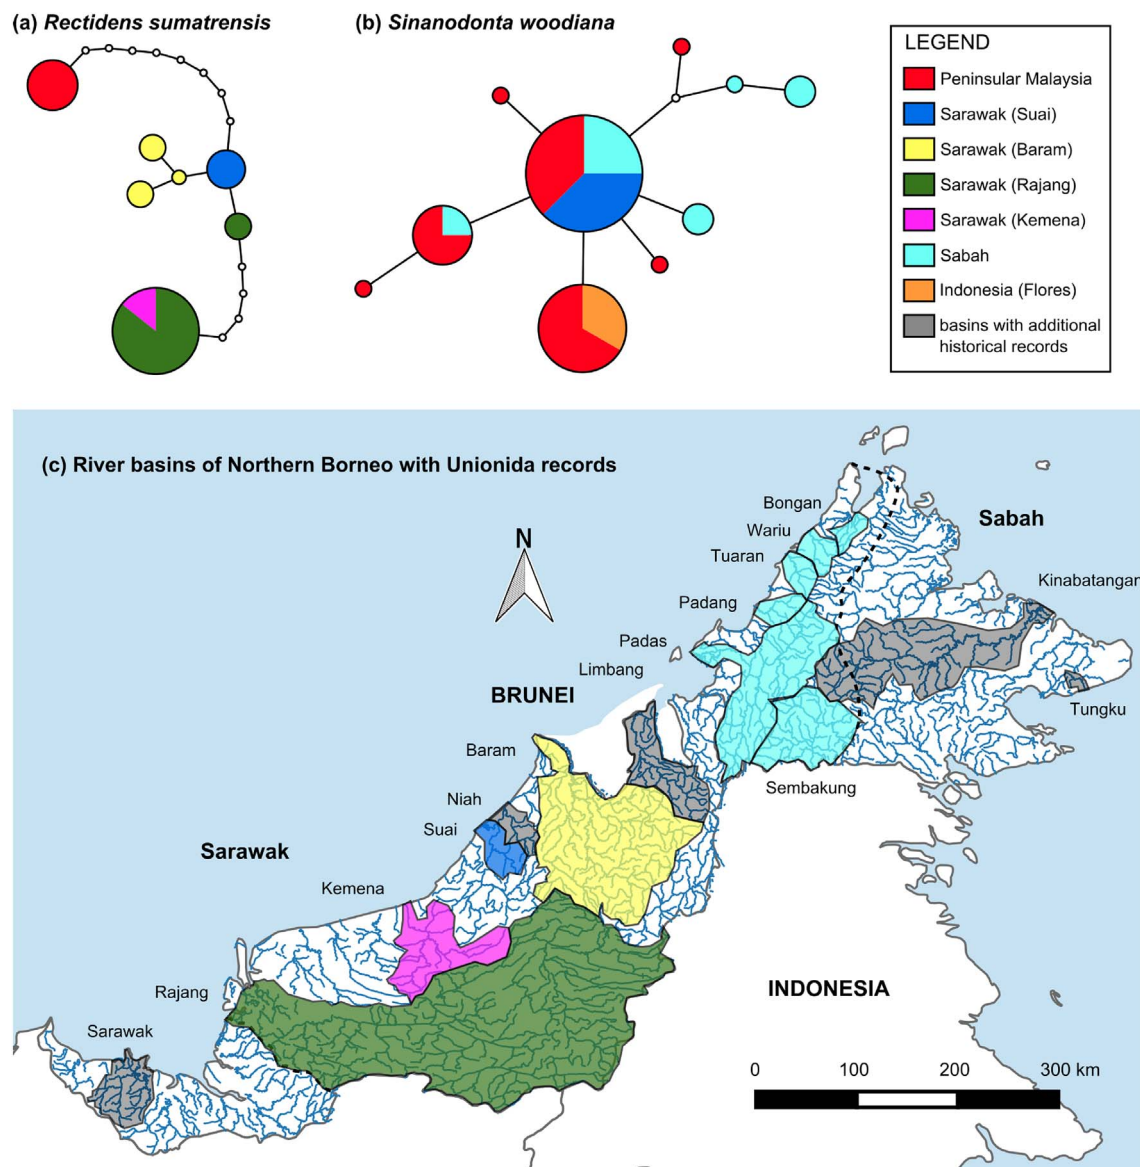 (a) Rectidens sumatrensis
(b) Sinanodonta woodiana
LEGEND
Peninsular Malaysia
Sarawak (Suai)
Sarawak (Baram)
Sarawak (Rajang)
Sarawak (Kemena)
Sabah
Indonesia (Flores)
basins with additional
historical records
(c) River basins of Northern Borneo with Unionida records
Bongan
Sabah
Wariu
N
Tuaran
Kinabatangan
Padang
Padas
Limbang
BRUNEI
Tungku
Baram
Sembakung
Niah
Suai
Sarawak
Kemena
INDONESIA
Rajang
Sarawak
0 100 200 300 km